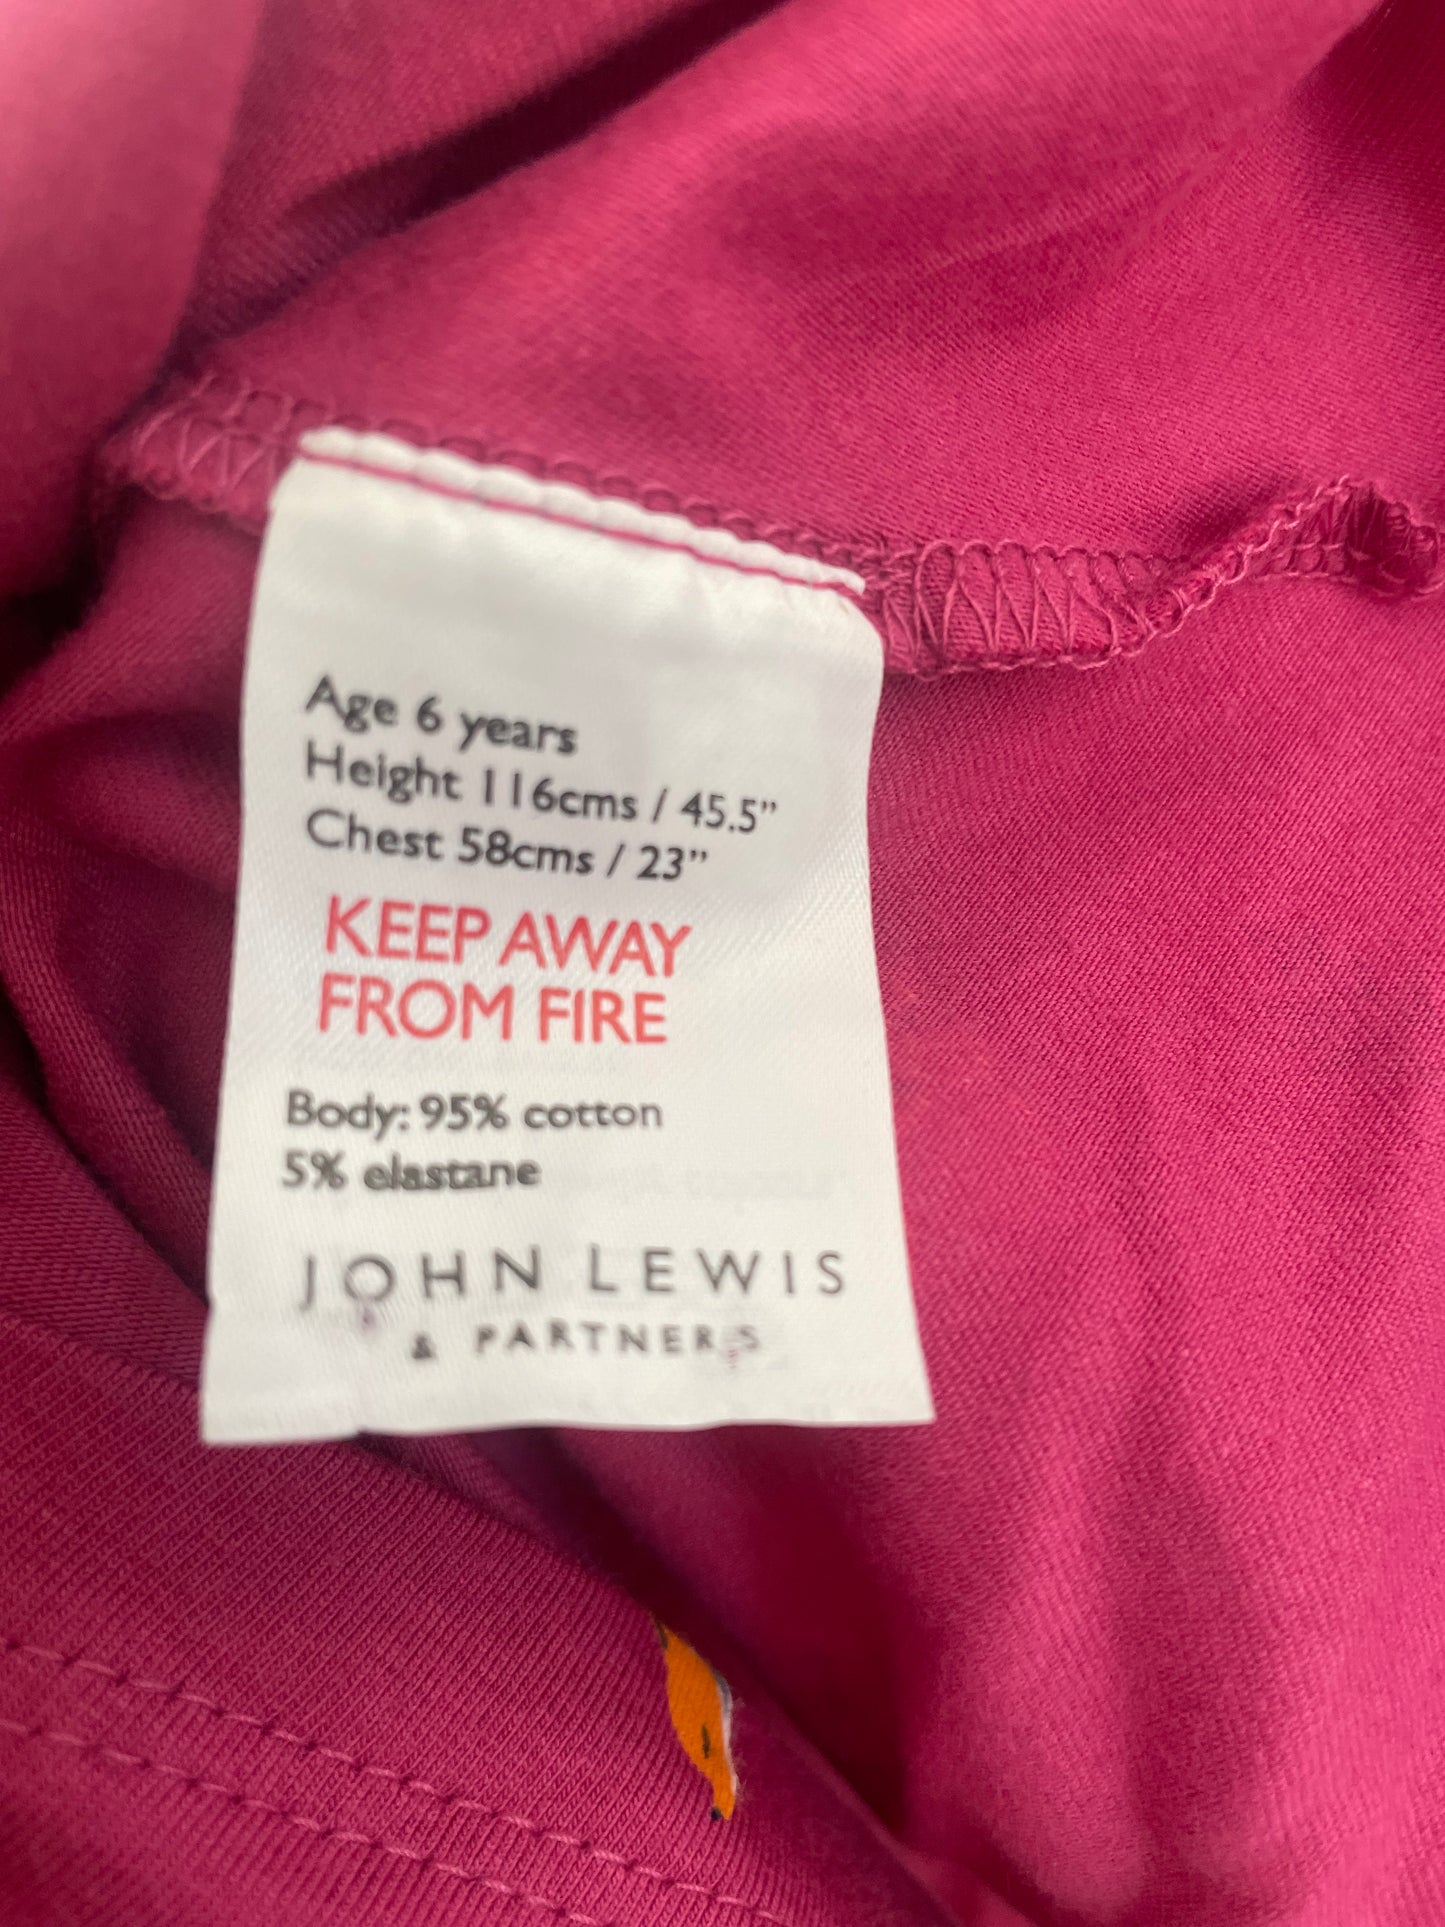 Age 6 years
Height 116cms / 45.5”
Chest 58cms / 23”
KEEP AWAY
FROM FIRE
Body: 95% cotton
5% elastane
JOHN LEWIS
& PARTNERS